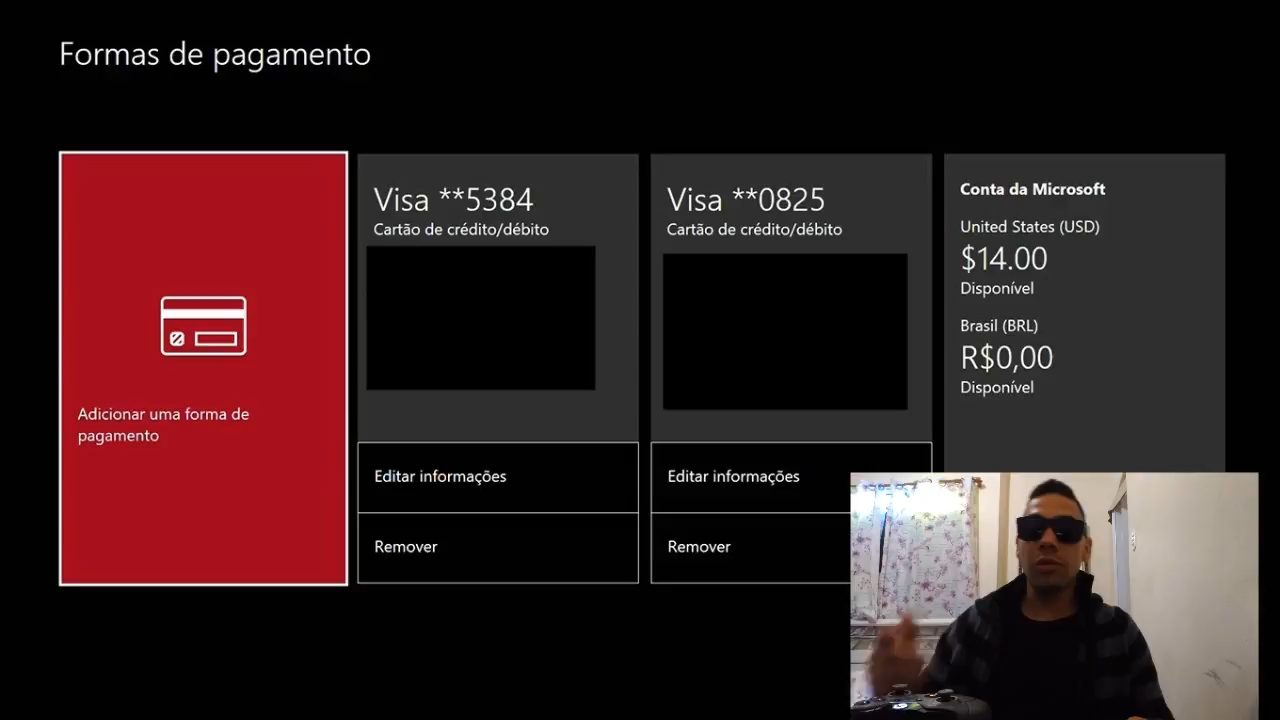 Formas de pagamento
Adicionar uma forma de
pagamento
Visa **5384
Cartão de crédito/débito
Editar informações
Remover
Visa **0825
Cartão de crédito/débito
Editar informações
Remover
Conta da Microsoft
United States (USD)
$14.00
Disponível
Brasil (BRL)
R$0,00
Disponível